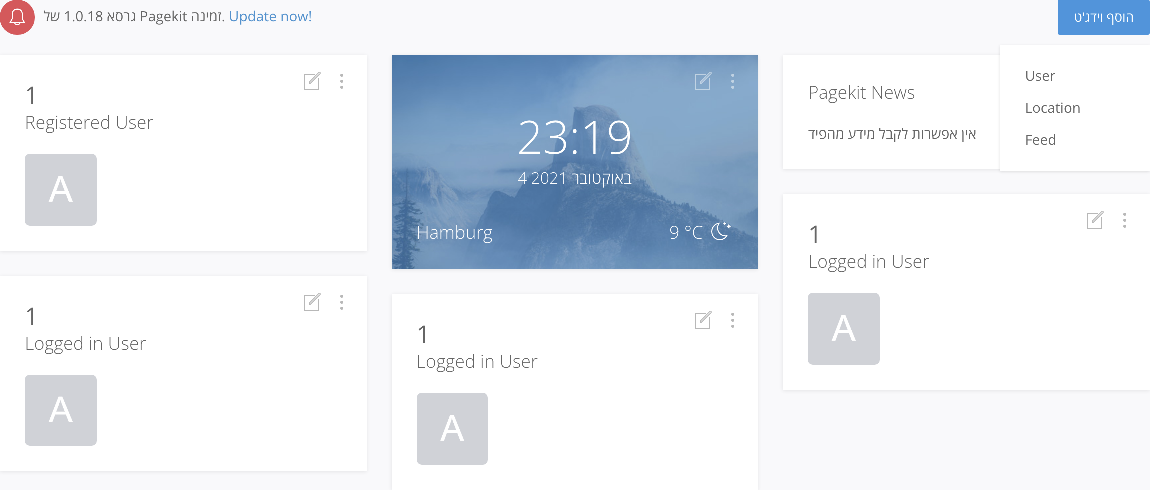 גרסא 1.0.18 של Pagekit זמינה. Update now!
הוסף וידג'ט
1
Registered User
A
1
Logged in User
A
23:19
4 באוקטובר 2021
Hamburg
9 °C
1
Logged in User
A
Pagekit News
אין אפשרות לקבל מידע מהפיד
User
Location
Feed
1
Logged in User
A